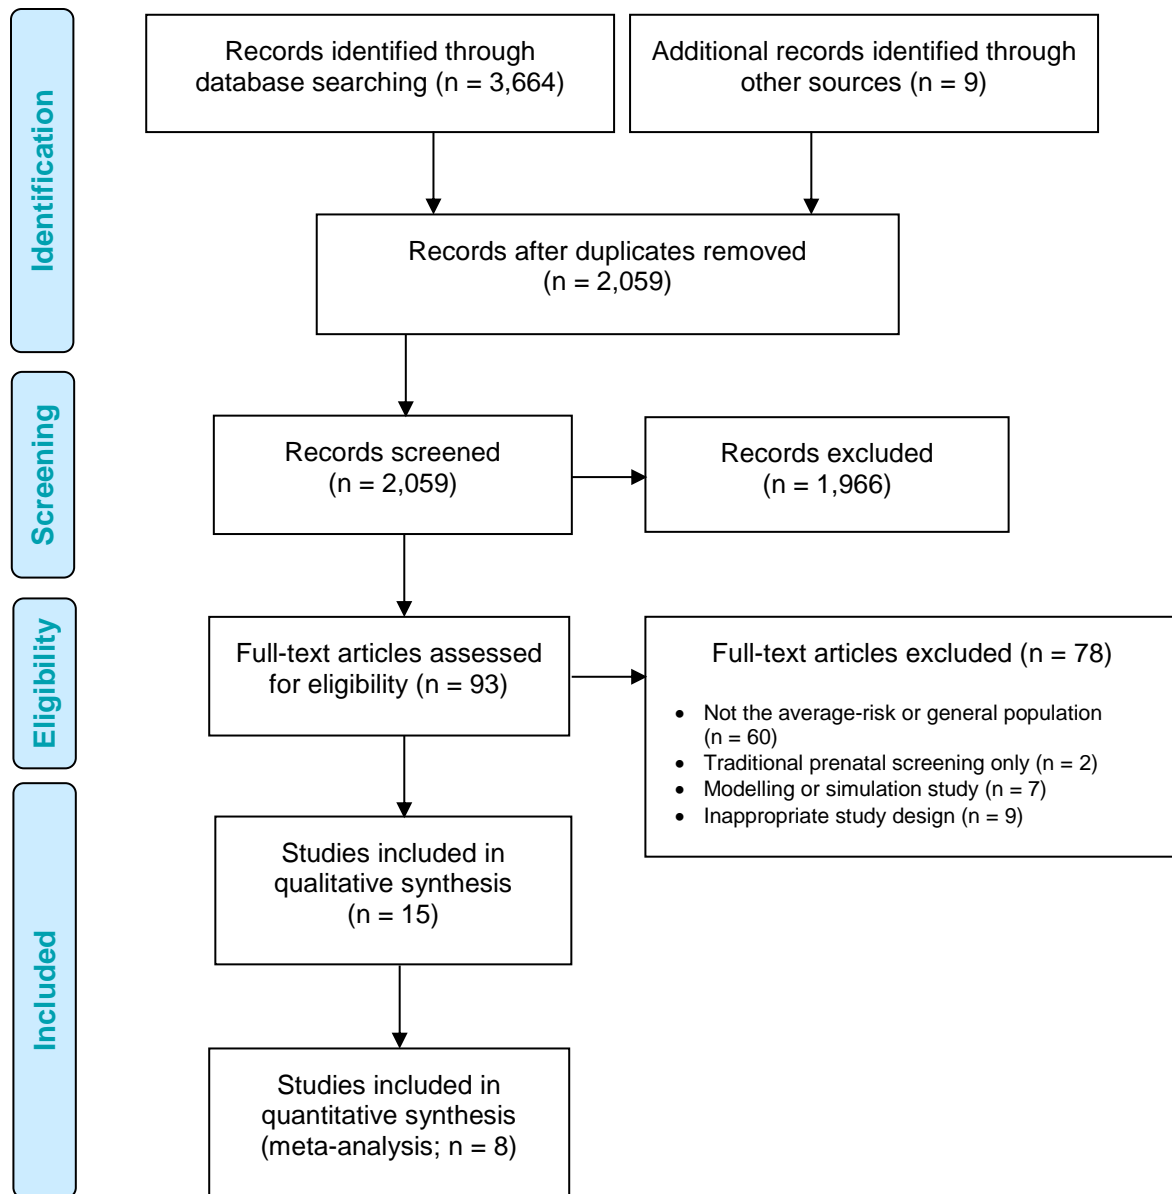 Identification
Records identified through
database searching (n = 3,664)
Additional records identified through
other sources (n = 9)
Records after duplicates removed
(n = 2,059)
Screening
Records screened
(n = 2,059)
Records excluded
(n = 1,966)
Eligibility
Full-text articles assessed
for eligibility (n = 93)
Full-text articles excluded (n = 78)
• Not the average-risk or general population
(n = 60)
• Traditional prenatal screening only (n = 2)
• Modelling or simulation study (n = 7)
• Inappropriate study design (n = 9)
Included
Studies included in
qualitative synthesis
(n = 15)
Studies included in
quantitative synthesis
(meta-analysis; n = 8)